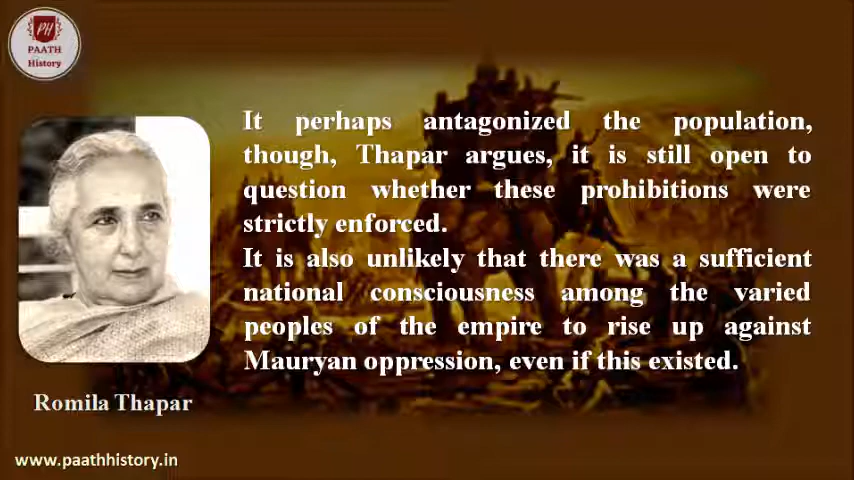 PH
PAATH
History
It perhaps antagonized the population,
though, Thapar argues, it is still open to
question whether these prohibitions were
strictly enforced.
It is also unlikely that there was a sufficient
national consciousness among the varied
peoples of the empire to rise up against
Mauryan oppression, even if this existed.
Romila Thapar
www.paathhistory.in